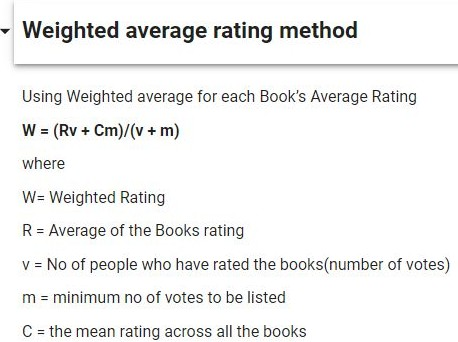 Weighted average rating method
Using Weighted average for each Book's Average Rating
W = (Rv + Cm)/(v + m)
where
W= Weighted Rating
R = Average of the Books rating
v = No of people who have rated the books(number of votes)
m = minimum no of votes to be listed
C = the mean rating across all the books